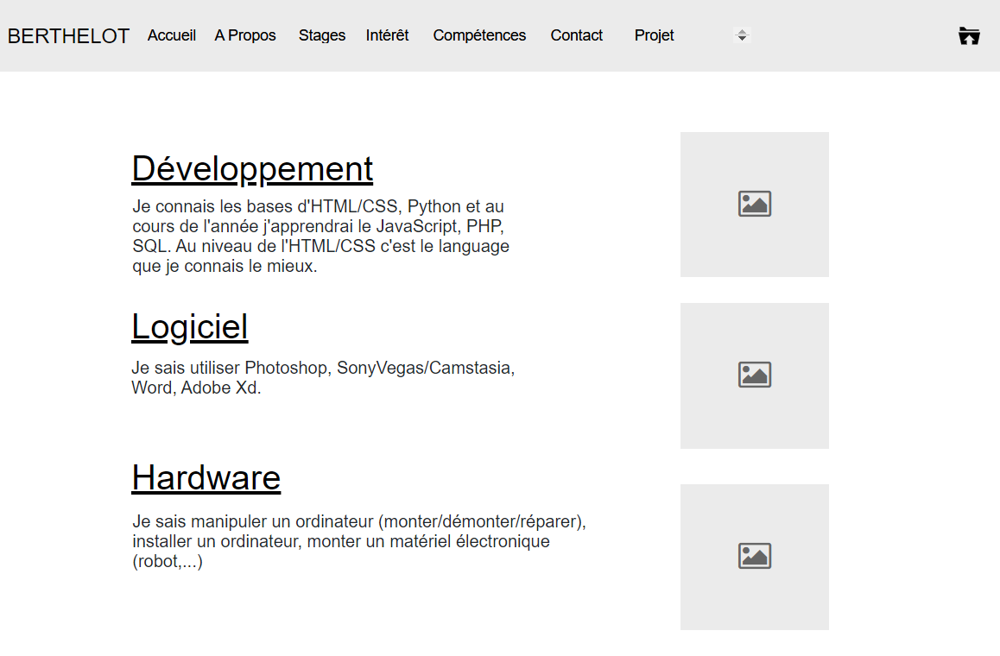 BERTHELOT Accueil A Propos Stages Intérêt Compétences Contact Projet
Développement
Je connais les bases d'HTML/CSS, Python et au
cours de l'année j'apprendrai le JavaScript, PHP,
SQL. Au niveau de l'HTML/CSS c'est le language
que je connais le mieux.
Logiciel
Je sais utiliser Photoshop, SonyVegas/Camstasia,
Word, Adobe Xd.
Hardware
Je sais manipuler un ordinateur (monter/démonter/réparer),
installer un ordinateur, monter un matériel électronique
(robot,...)